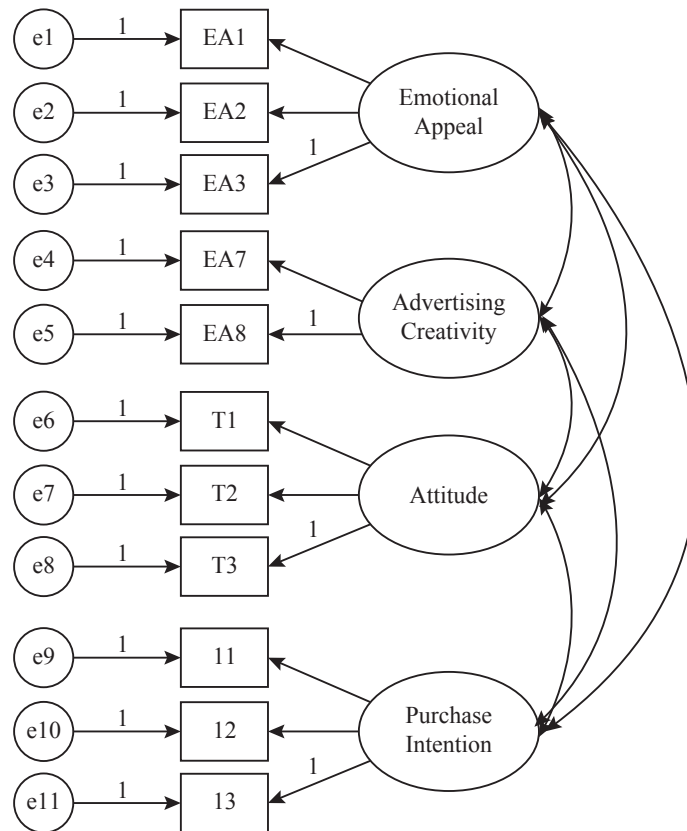 e1 1 EA1
Emotional
Appeal
e2 1 EA2
1
e3 1 EA3
e4 1 EA7
Advertising
Creativity
e5 1 EA8 1
e6 1 T1
e7 1 T2 Attitude
1
e8 1 T3
e9 1 11
Purchase
Intention
e10 1 12
1
e11 1 13